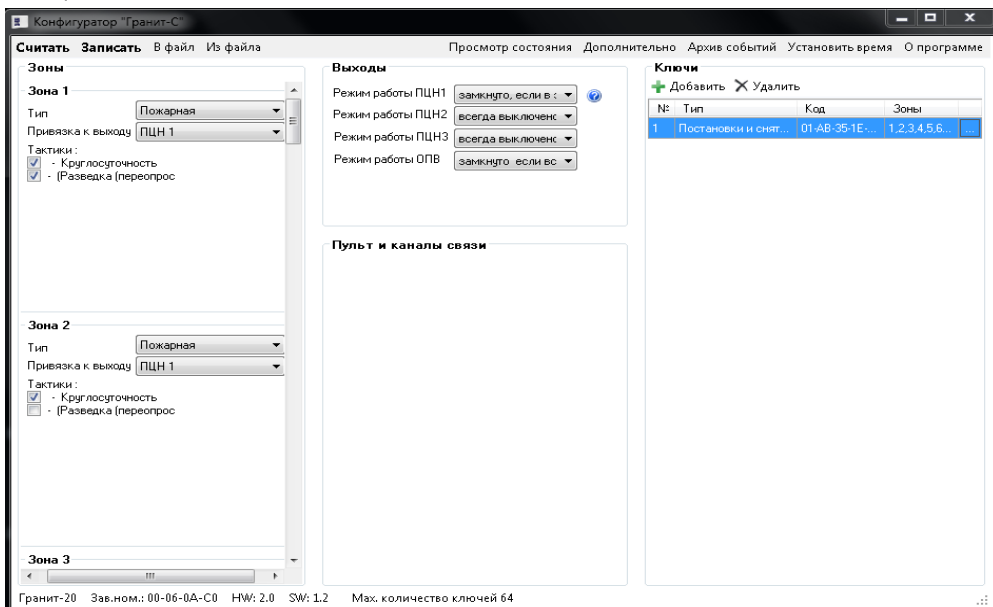 Конфигуратор "Гранит-С"
Считать Записать В файл Из файла Просмотр состояния Дополнительно Архив событий Установить время О программе
Зоны
Зона 1
Тип Пожарная
Привязка к выходу ПЦН 1
Тактики :
- Круглосуточность
- (Разведка (переопрос
Зона 2
Тип Пожарная
Привязка к выходу ПЦН 1
Тактики :
- Круглосуточность
- (Разведка (переопрос
Зона 3
Выходы
Режим работы ПЦН1 замкнуто, если в
Режим работы ПЦН2 всегда выключенс
Режим работы ПЦН3 всегда выключенс
Режим работы ОПВ замкнуто если вс
Пульт и каналы связи
Ключи
Добавить Удалить
№ Тип Код Зоны
1 Постановки и снят... 01-AB-35-1E-... 1,2,3,4,5,6... ...
Гранит-20 Зав.ном.: 00-06-0A-C0 HW: 2.0 SW: 1.2 Мах. количество ключей 64